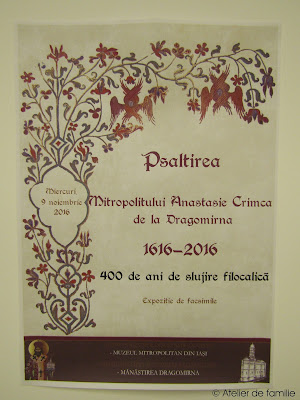 Psaltirea
Miercuri
9 noiembrie
2016
Mitropolitului Anastasie Crimca
de la Dragomirna
1616-2016
400 de ani de slujire filocalică
Expoziție de facsimile
- MUZEUL MITROPOLITAN DIN IAȘI
- MĂNĂSTIREA DRAGOMIRNA
© Atelier de famille